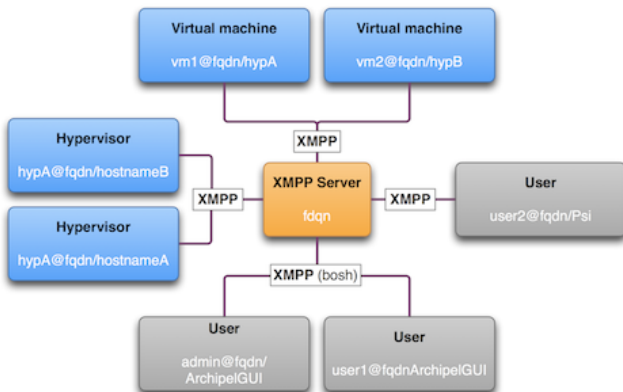 Virtual machine
vm1@fqdn/hypA
Virtual machine
vm2@fqdn/hypB
XMPP
Hypervisor
hypA@fqdn/hostnameB
XMPP
Hypervisor
hypA@fqdn/hostnameA
XMPP Server
fdqn
XMPP
User
user2@fqdn/Psi
XMPP (bosh)
User
admin@fqdn/
ArchipelGUI
User
user1@fqdnArchipelGUI